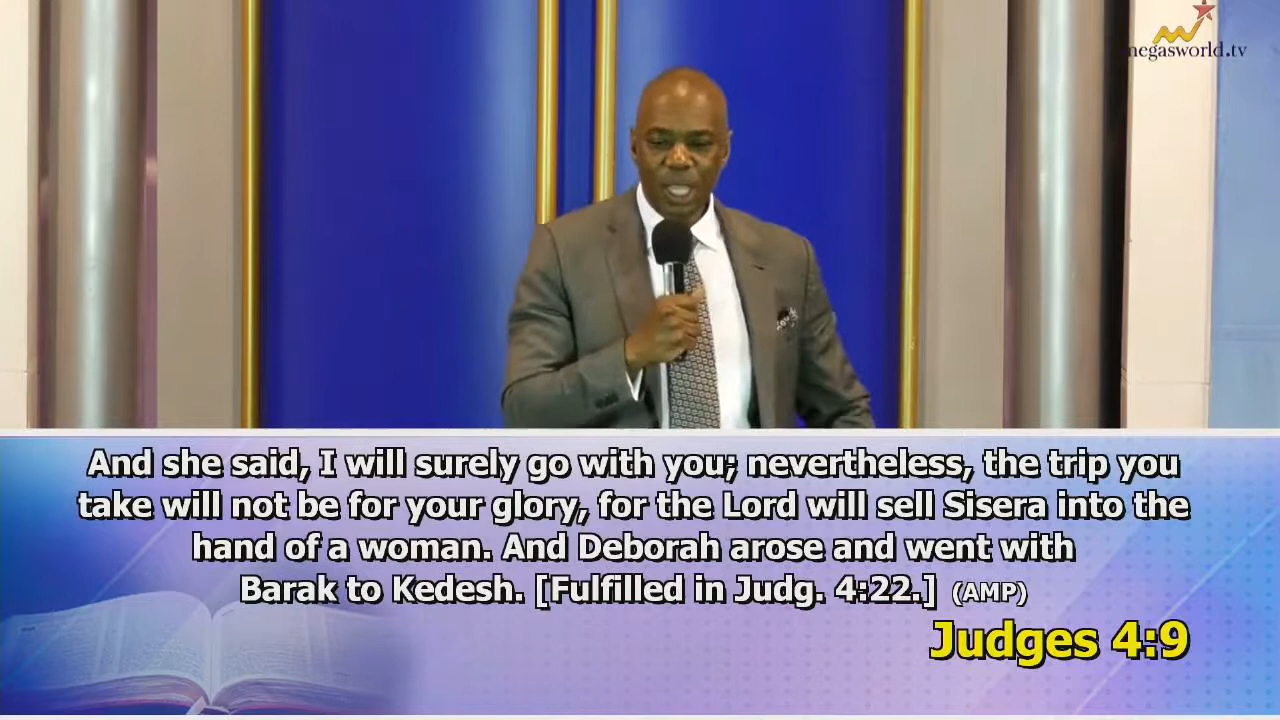 megasworld.tv
And she said, I will surely go with you; nevertheless, the trip you
take will not be for your glory, for the Lord will sell Sisera into the
hand of a woman. And Deborah arose and went with
Barak to Kedesh. [Fulfilled in Judg. 4:22.] (AMP)
Judges 4:9